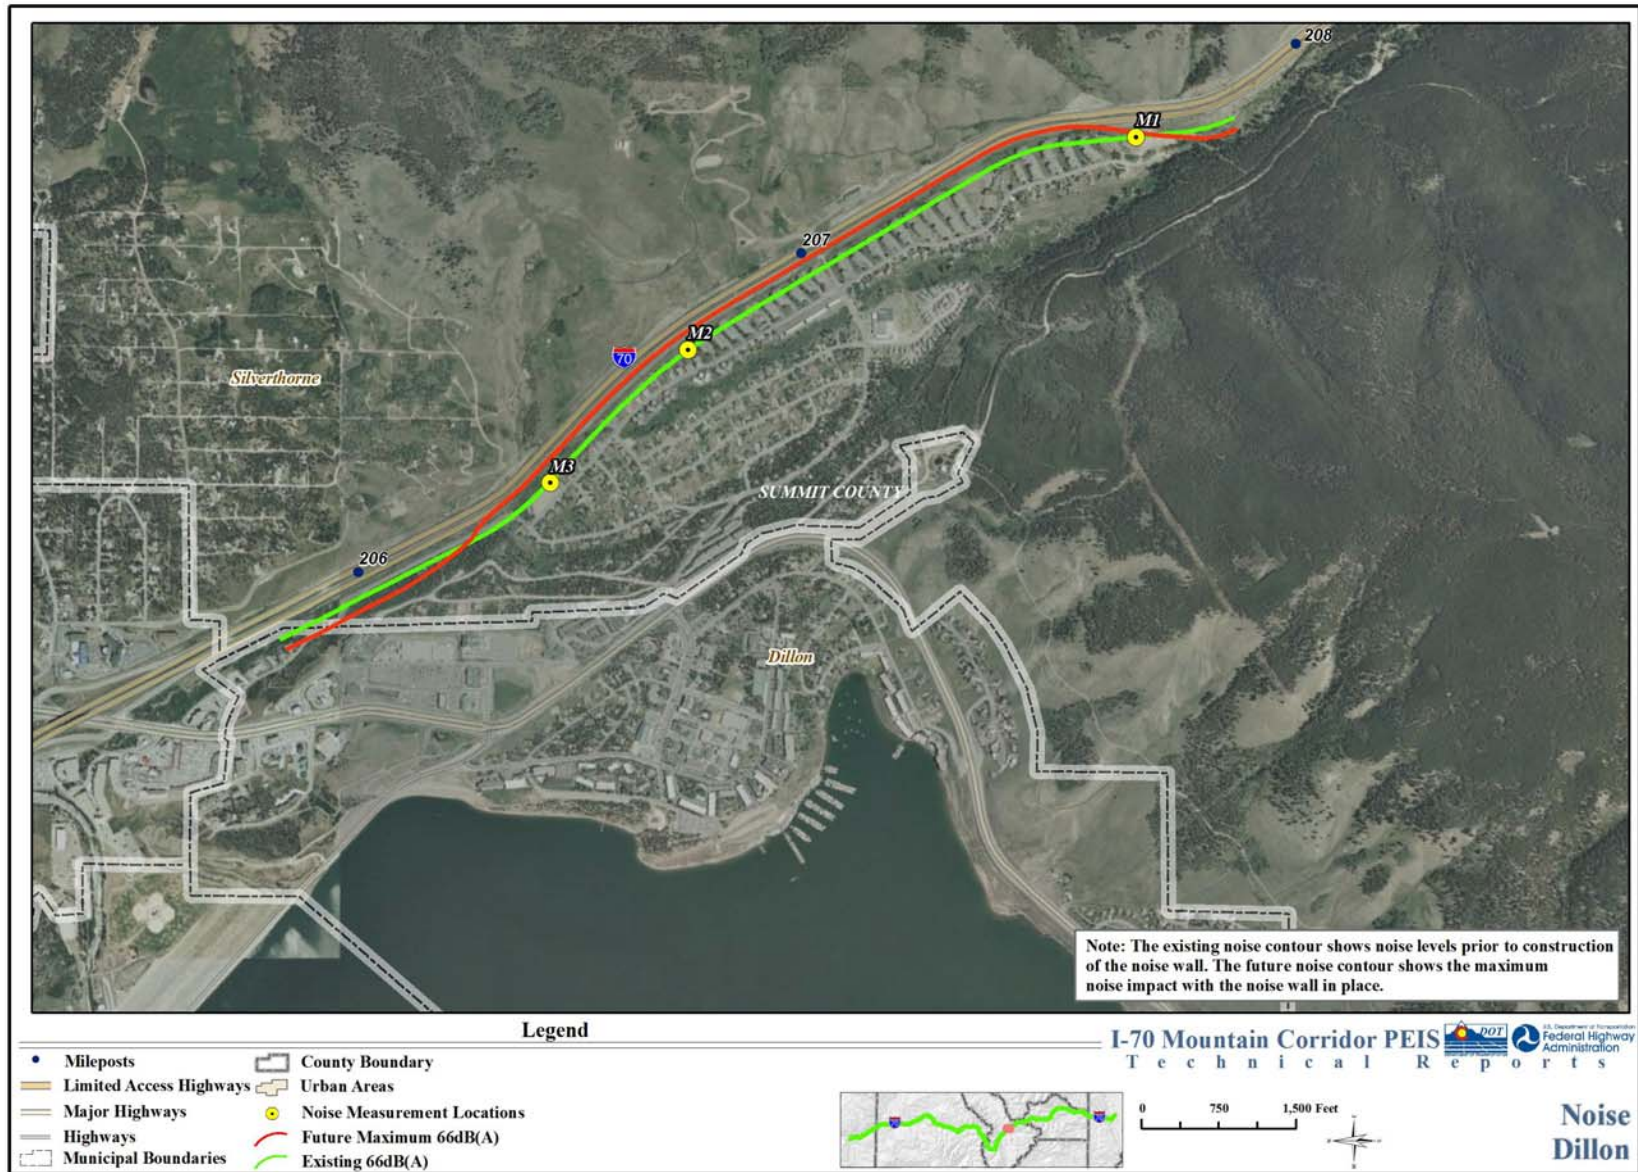 208
M1
207
M2
70
Silverthorne
M3
SUMMIT COUNTY
206
Dillon
Note: The existing noise contour shows noise levels prior to construction
of the noise wall. The future noise contour shows the maximum
noise impact with the noise wall in place.
Legend
Mileposts
Limited Access Highways
Major Highways
Highways
Municipal Boundaries
County Boundary
Urban Areas
Noise Measurement Locations
Future Maximum 66dB(A)
Existing 66dB(A)
I-70 Mountain Corridor PEIS
Technical Reports
DOT
U.S. Department of Transportation
Federal Highway
Administration
0 750 1,500 Feet
Noise
Dillon